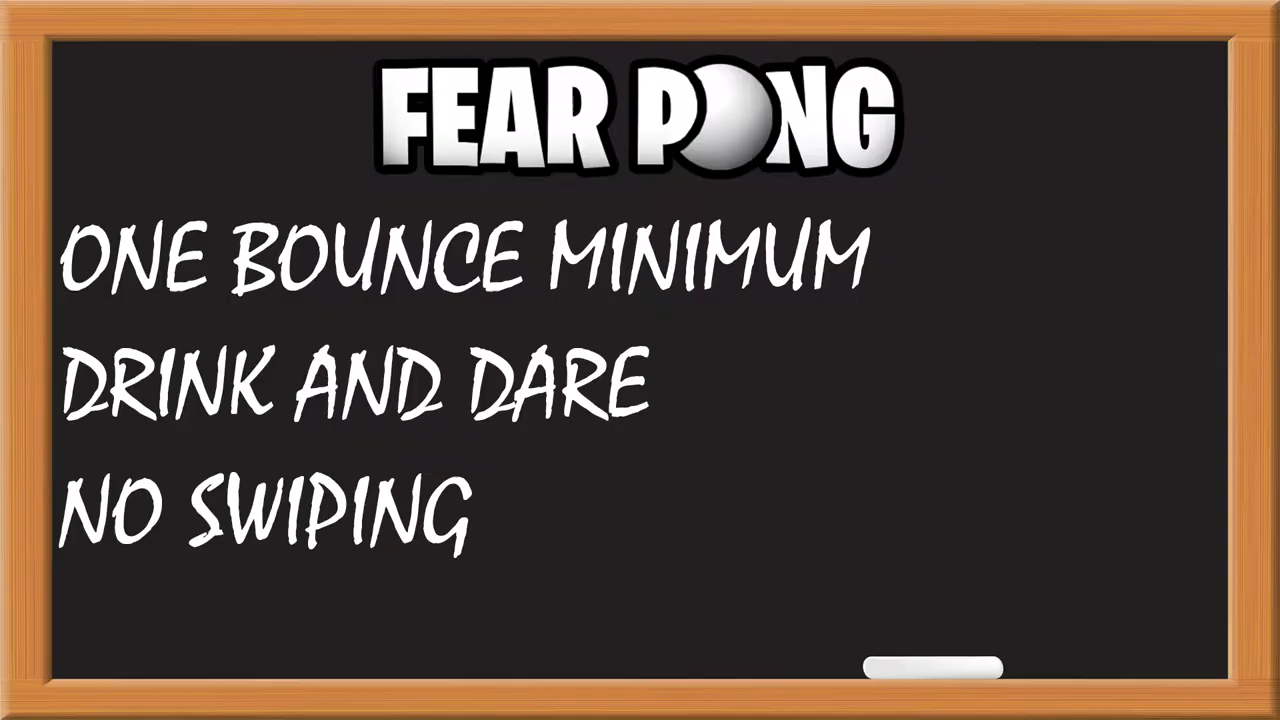 FEAR PONG
ONE BOUNCE MINIMUM
DRINK AND DARE
NO SWIPING